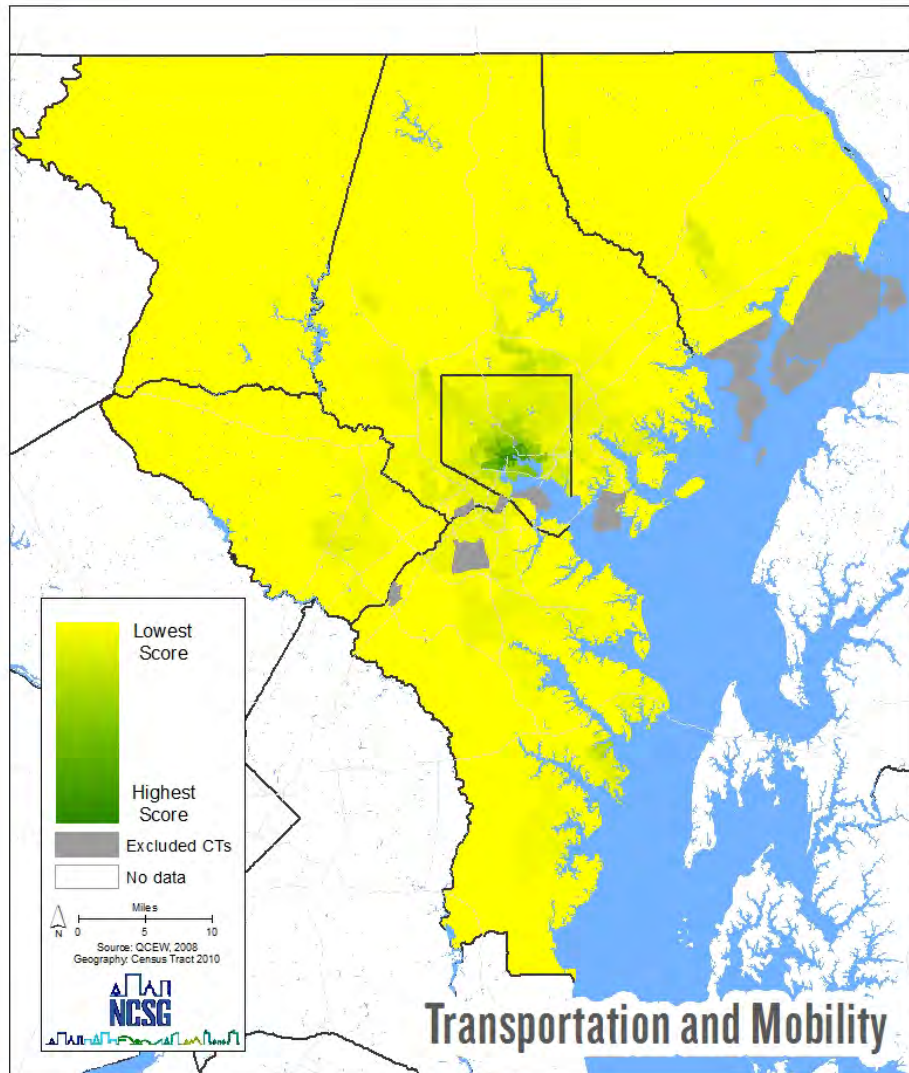 Lowest
Score
Highest
Score
Excluded CTs
No data
Miles
N
0 5 10
Source: QCEW, 2008
Geography: Census Tract 2010
NCSG
Transportation and Mobility